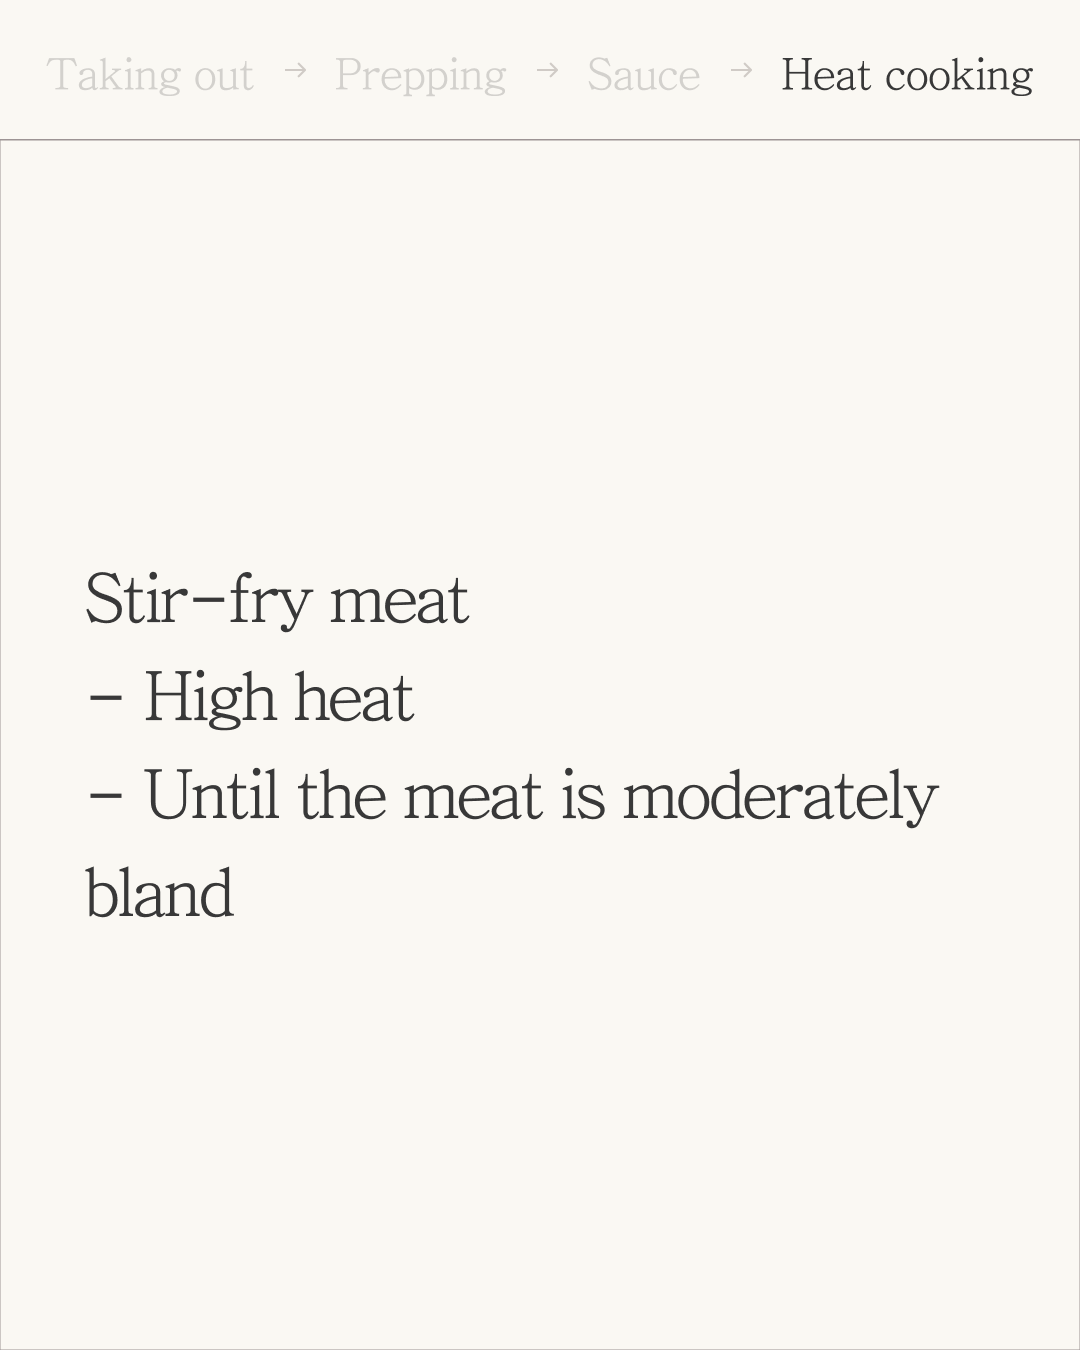 Taking out → Prepping → Sauce → Heat cooking
Stir-fry meat
- High heat
- Until the meat is moderately
bland